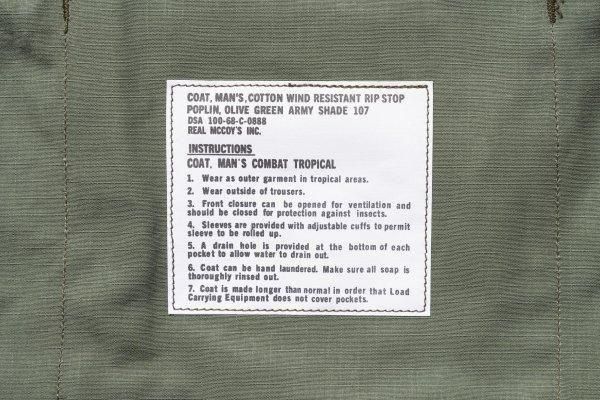 COAT, MAN'S, COTTON WIND RESISTANT RIP STOP
POPLIN, OLIVE GREEN ARMY SHADE 107
DSA 100-68-C-0888
REAL McCOY'S INC.
INSTRUCTIONS
COAT, MAN'S COMBAT TROPICAL
1. Wear as outer garment in tropical areas.
2. Wear outside of trousers.
3. Front closure can be opened for ventilation and
should be closed for protection against insects.
4. Sleeves are provided with adjustable cuffs to permit
sleeve to be rolled up.
5. A drain hole is provided at the bottom of each
pocket to allow water to drain out.
6. Coat can be hand laundered. Make sure all soap is
thoroughly rinsed out.
7. Coat is made longer than normal in order that Load
Carrying Equipment does not cover pockets.